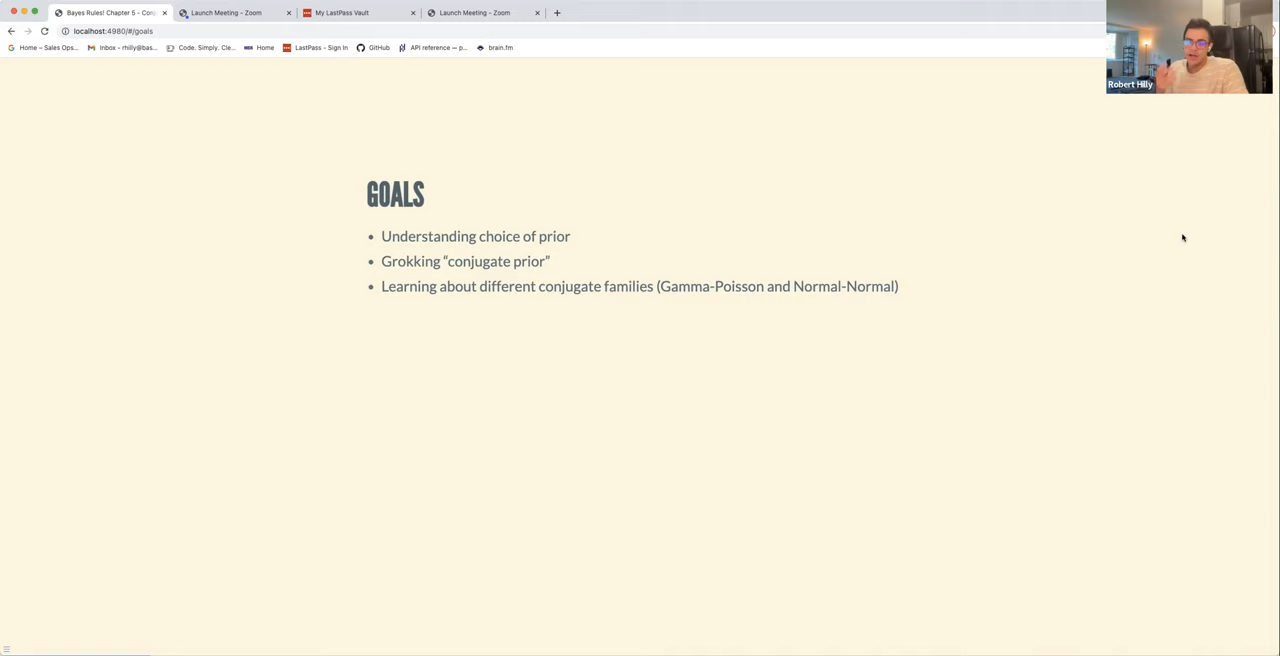 Bayes Rules! Chapter 5 - Con
Launch Meeting - Zoom
My LastPass Vault
Launch Meeting - Zoom
localhost:4980/#/goals
Home – Sales Ops...
Inbox - rhilly@bas...
Code. Simply. Cle...
Home
LastPass - Sign In
GitHub
API reference — p...
brain.fm
Robert Hilly
GOALS
• Understanding choice of prior
• Grokking “conjugate prior”
• Learning about different conjugate families (Gamma-Poisson and Normal-Normal)